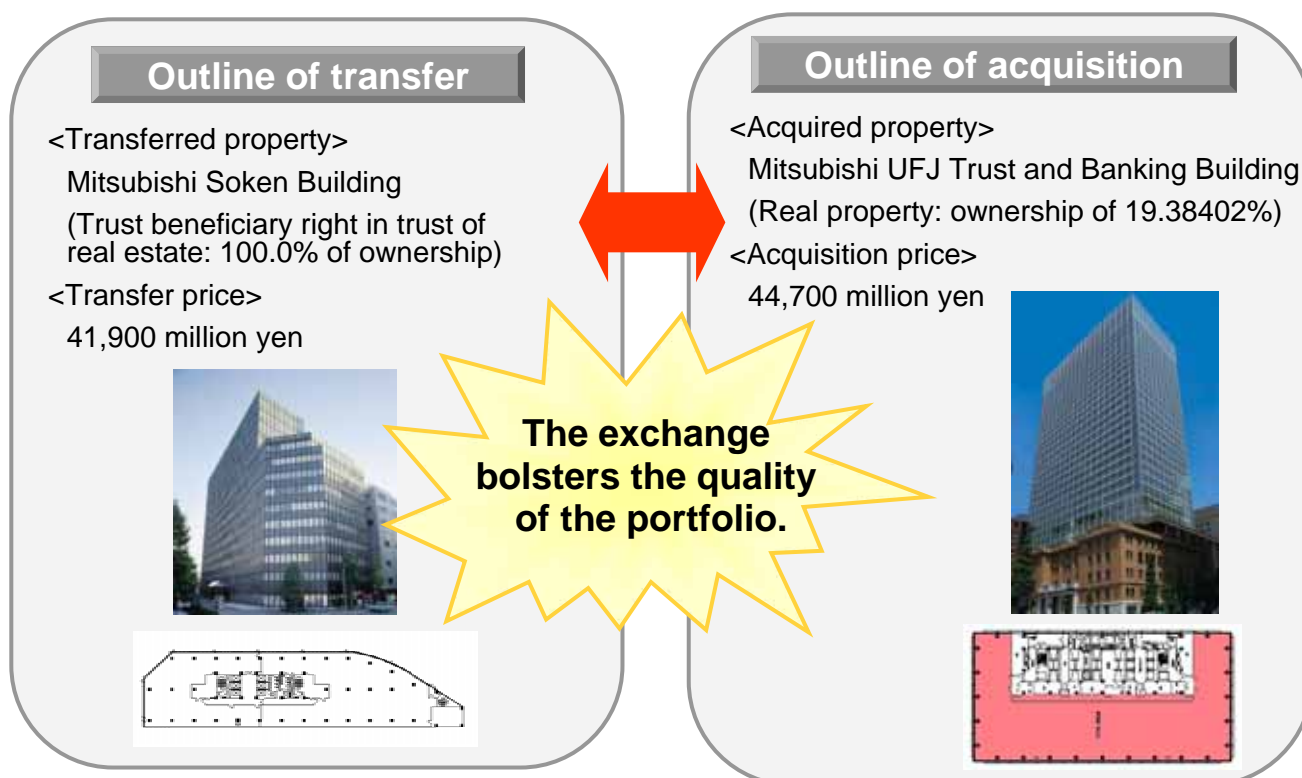 Outline of transfer
<Transferred property>
Mitsubishi Soken Building
(Trust beneficiary right in trust of
real estate: 100.0% of ownership)
<Transfer price>
41,900 million yen
Outline of acquisition
<Acquired property>
Mitsubishi UFJ Trust and Banking Building
(Real property: ownership of 19.38402%)
<Acquisition price>
44,700 million yen
The exchange
bolsters the quality
of the portfolio.